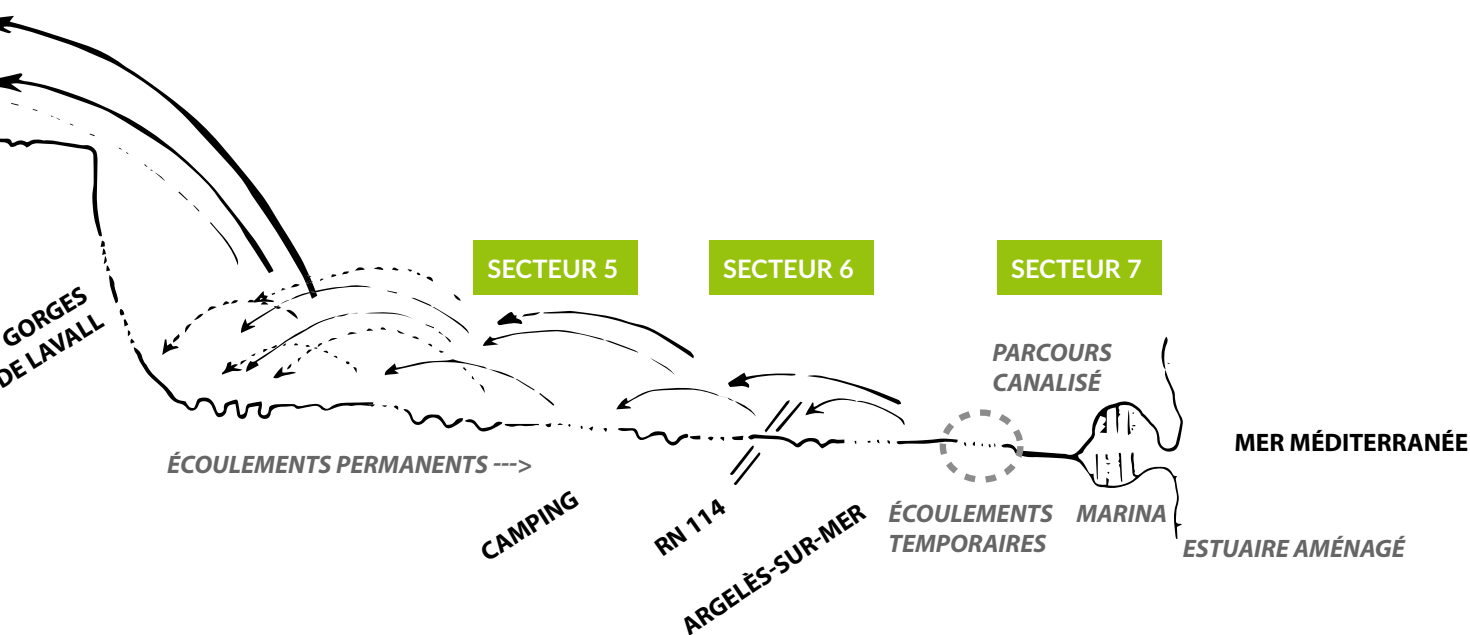 SECTEUR 5
SECTEUR 6
SECTEUR 7
GORGES
DE LAVALL
PARCOURS
CANALISÉ
MER MÉDITERRANÉE
ÉCOULEMENTS PERMANENTS --->
CAMPING
RN 114
ARGELÈS-SUR-MER
ÉCOULEMENTS
TEMPORAIRES
MARINA
ESTUAIRE AMÉNAGÉ